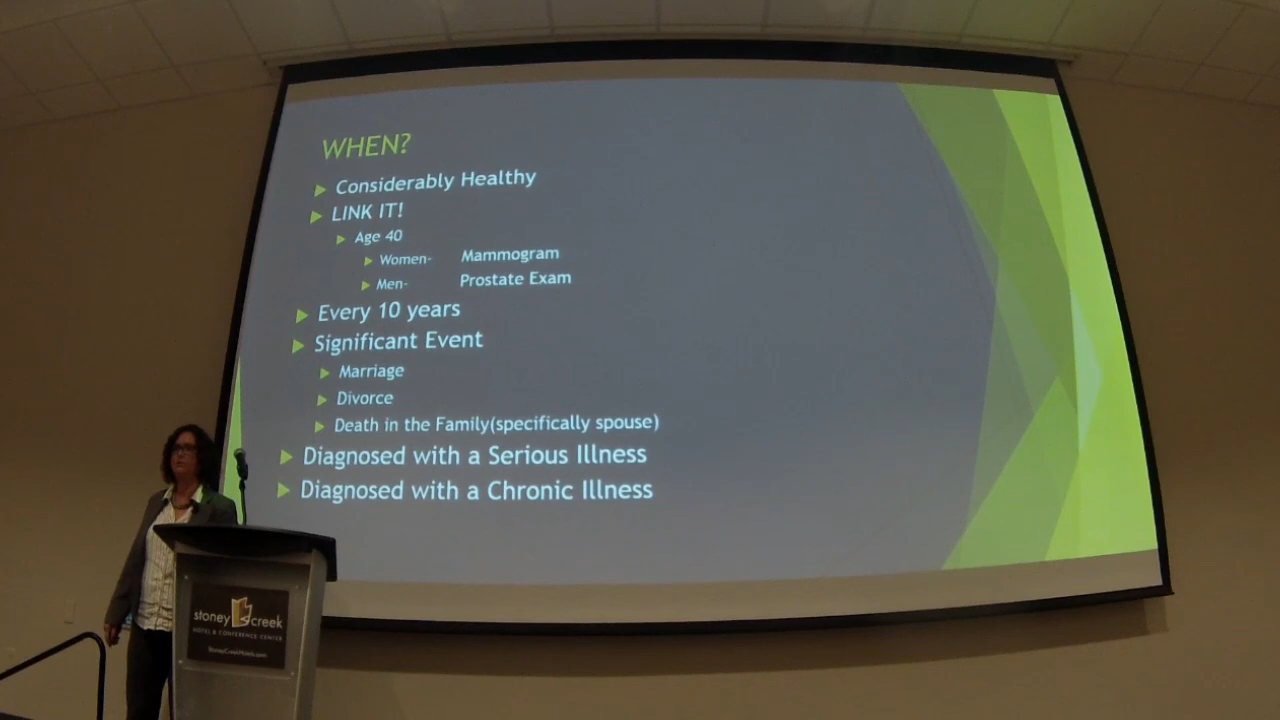 WHEN?
Considerably Healthy
LINK IT!
Age 40
Women- Mammogram
Men- Prostate Exam
Every 10 years
Significant Event
Marriage
Divorce
Death in the Family(specifically spouse)
Diagnosed with a Serious Illness
Diagnosed with a Chronic Illness
stoney creek
HOTEL & CONFERENCE CENTER
StoneyCreekHotels.com